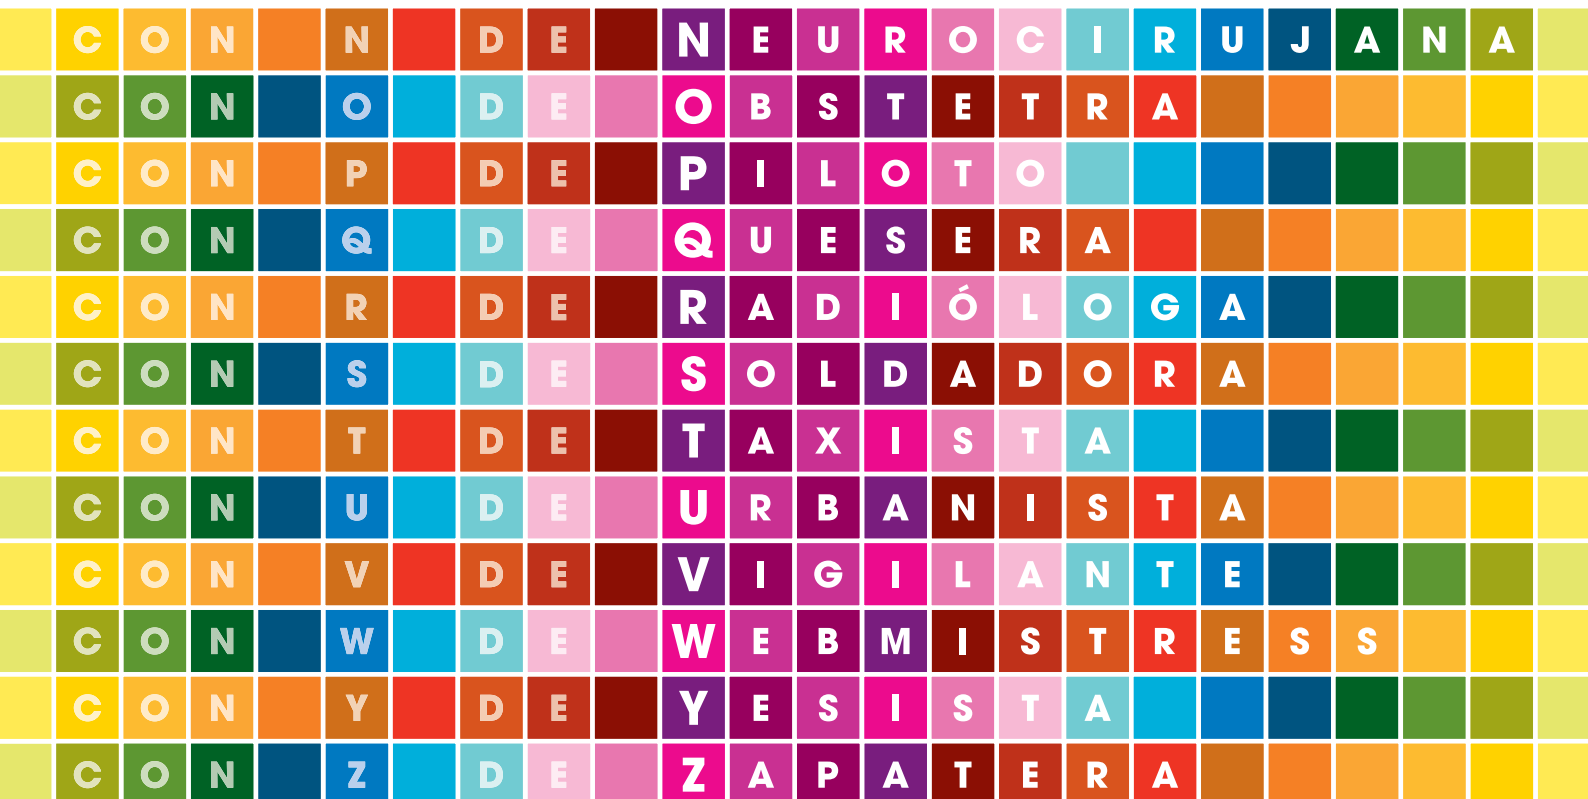 CON N DE NEUROCIRUJANA
CON O DE OBSTETRA
CON P DE PILOTO
CON Q DE QUESERA
CON R DE RADIÓLOGA
CON S DE SOLDADORA
CON T DE TAXISTA
CON U DE URBANISTA
CON V DE VIGILANTE
CON W DE WEBMISTRESS
CON Y DE YESISTA
CON Z DE ZAPATERA